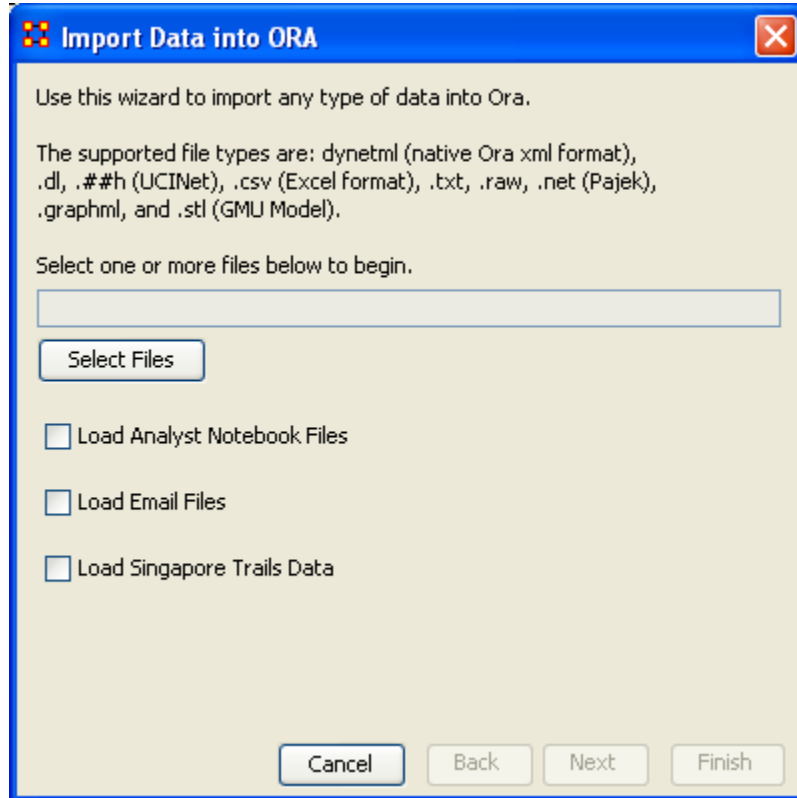 Import Data into ORA
Use this wizard to import any type of data into Ora.
The supported file types are: dynetml (native Ora xml format),
.dl, .##h (UCINet), .csv (Excel format), .txt, .raw, .net (Pajek),
.graphml, and .stl (GMU Model).
Select one or more files below to begin.
Select Files
Load Analyst Notebook Files
Load Email Files
Load Singapore Trails Data
Cancel Back Next Finish